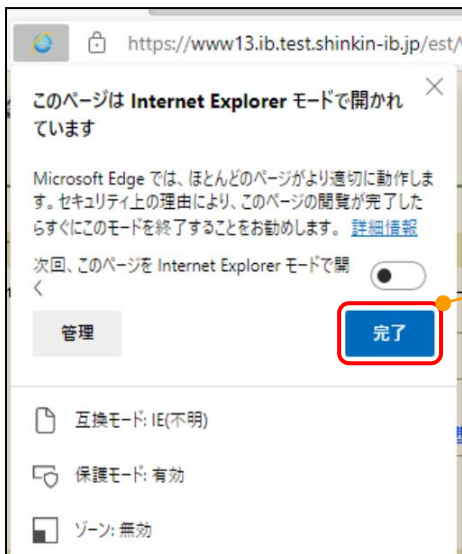 https://www13.ib.test.shinkin-ib.jp/est/
このページは Internet Explorer モードで開かれ
ています
Microsoft Edge では、ほとんどのページがより適切に動作しま
す。セキュリティ上の理由により、このページの閲覧が完了した
らすぐにこのモードを終了することをお勧めします。 詳細情報
次回、このページを Internet Explorer モードで開
く
管理
完了
互換モード: IE(不明)
保護モード: 有効
ゾーン: 無効